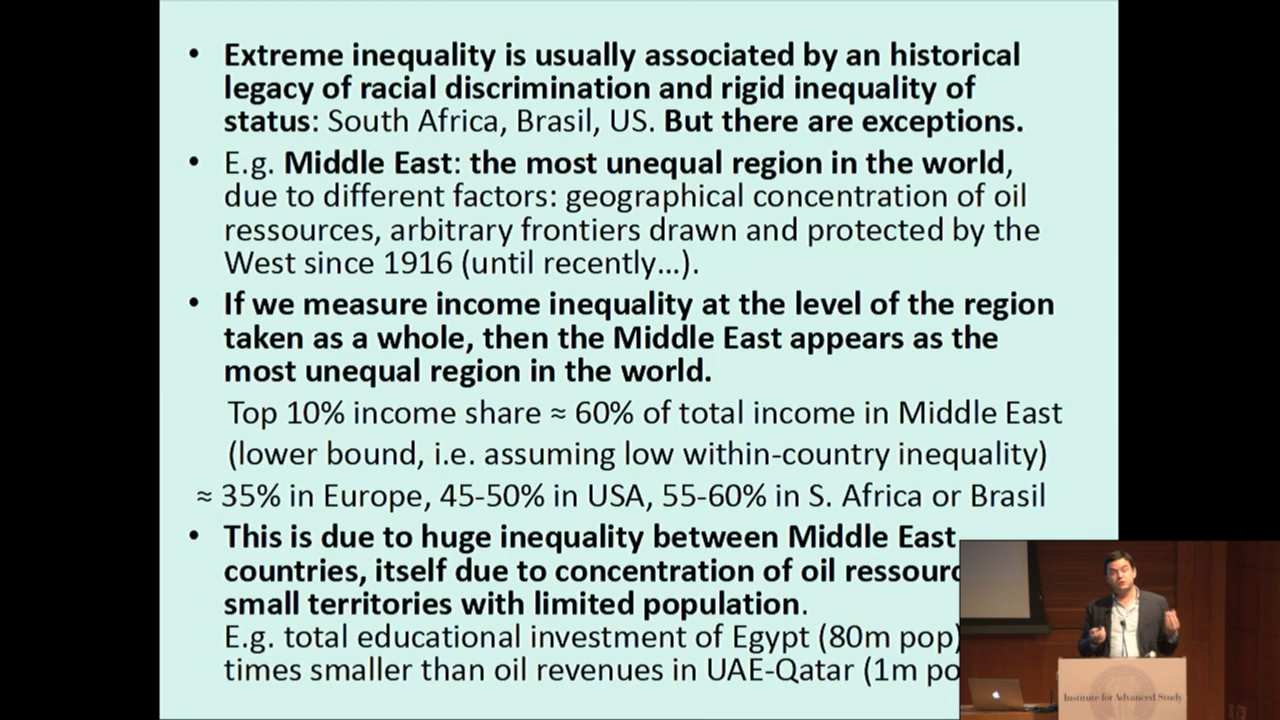 • Extreme inequality is usually associated by an historical
legacy of racial discrimination and rigid inequality of
status: South Africa, Brasil, US. But there are exceptions.
• E.g. Middle East: the most unequal region in the world,
due to different factors: geographical concentration of oil
ressources, arbitrary frontiers drawn and protected by the
West since 1916 (until recently...).
• If we measure income inequality at the level of the region
taken as a whole, then the Middle East appears as the
most unequal region in the world.
Top 10% income share ≈ 60% of total income in Middle East
(lower bound, i.e. assuming low within-country inequality)
≈ 35% in Europe, 45-50% in USA, 55-60% in S. Africa or Brasil
• This is due to huge inequality between Middle East
countries, itself due to concentration of oil
small territories with limited population.
E.g. total educational investment of Egypt (80m pop)
times smaller than oil revenues in UAE-Qatar (1m
Institute for Advanced Study